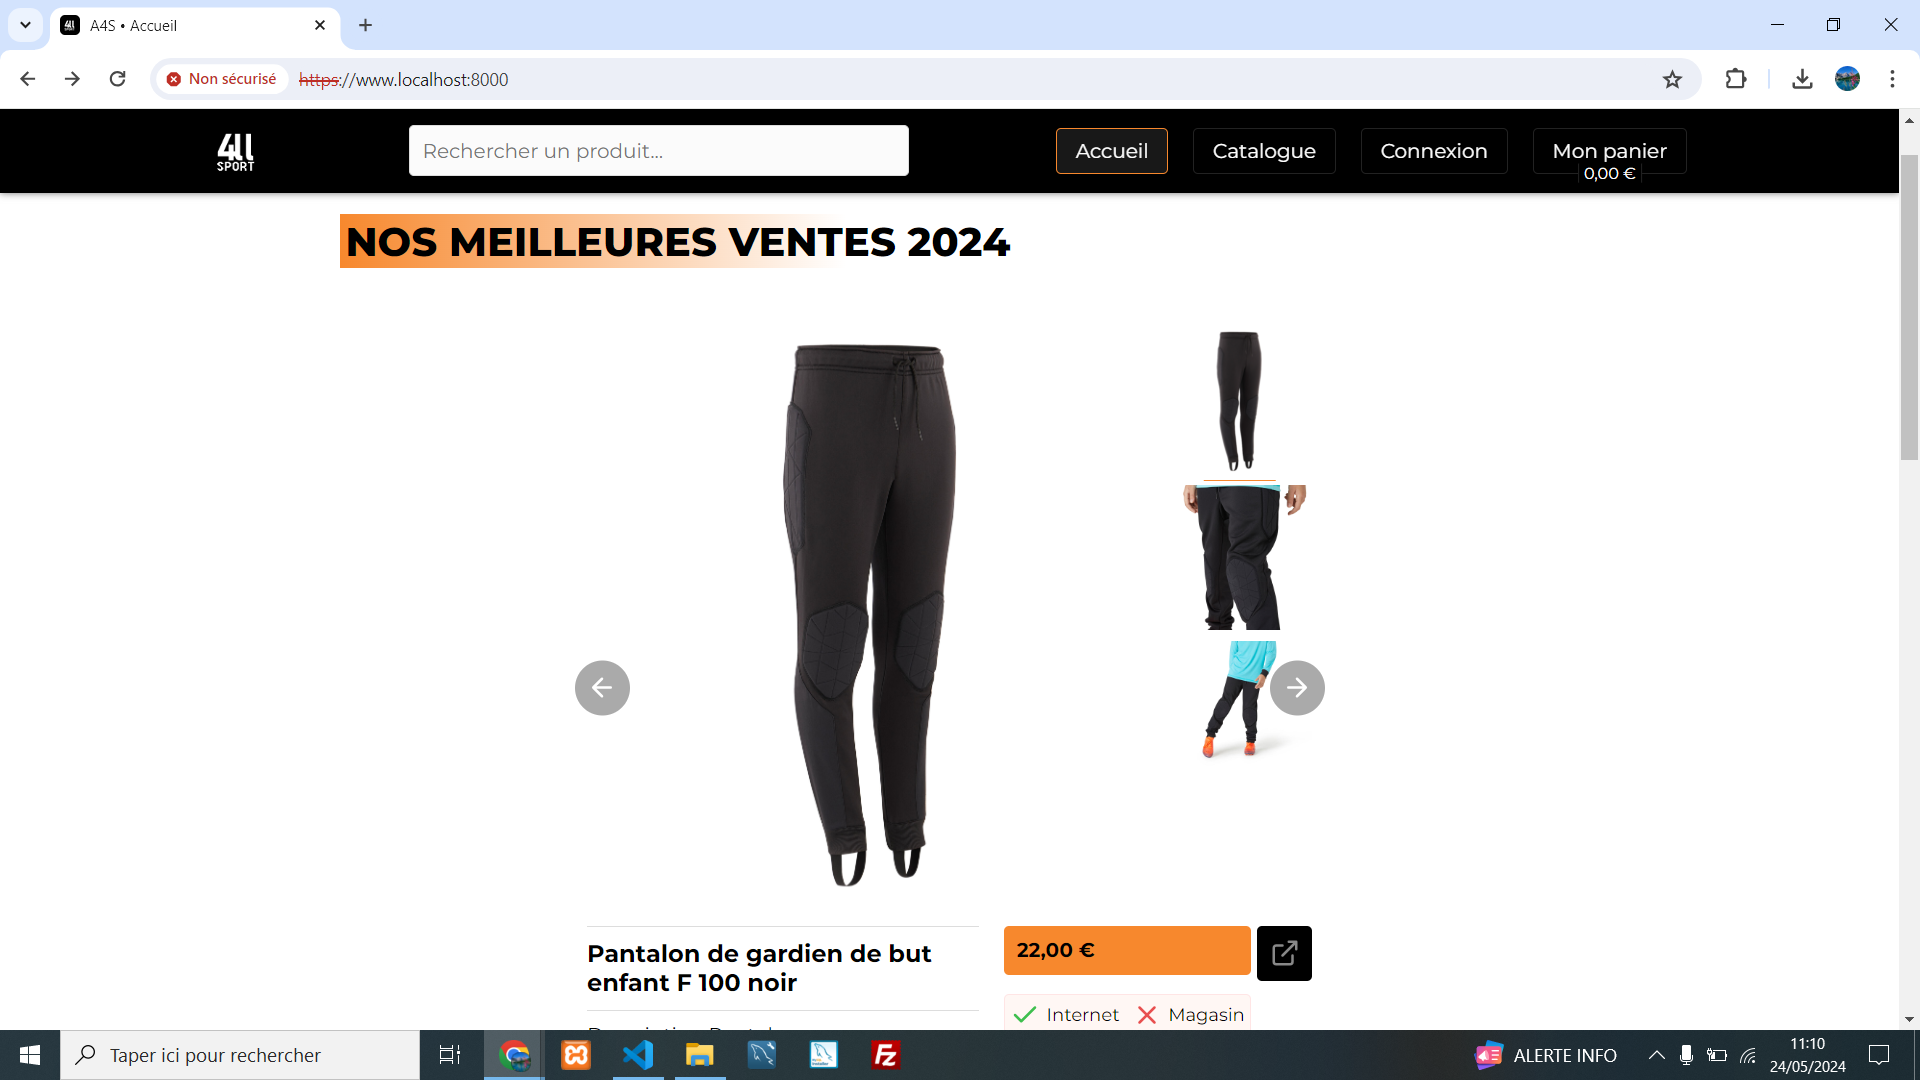 A4S • Accueil
Non sécurisé
https://www.localhost:8000
4ll
SPORT
Rechercher un produit...
Accueil
Catalogue
Connexion
Mon panier
0,00 €
NOS MEILLEURES VENTES 2024
Pantalon de gardien de but
enfant F 100 noir
22,00 €
Internet
Magasin
Taper ici pour rechercher
ALERTE INFO
11:10
24/05/2024